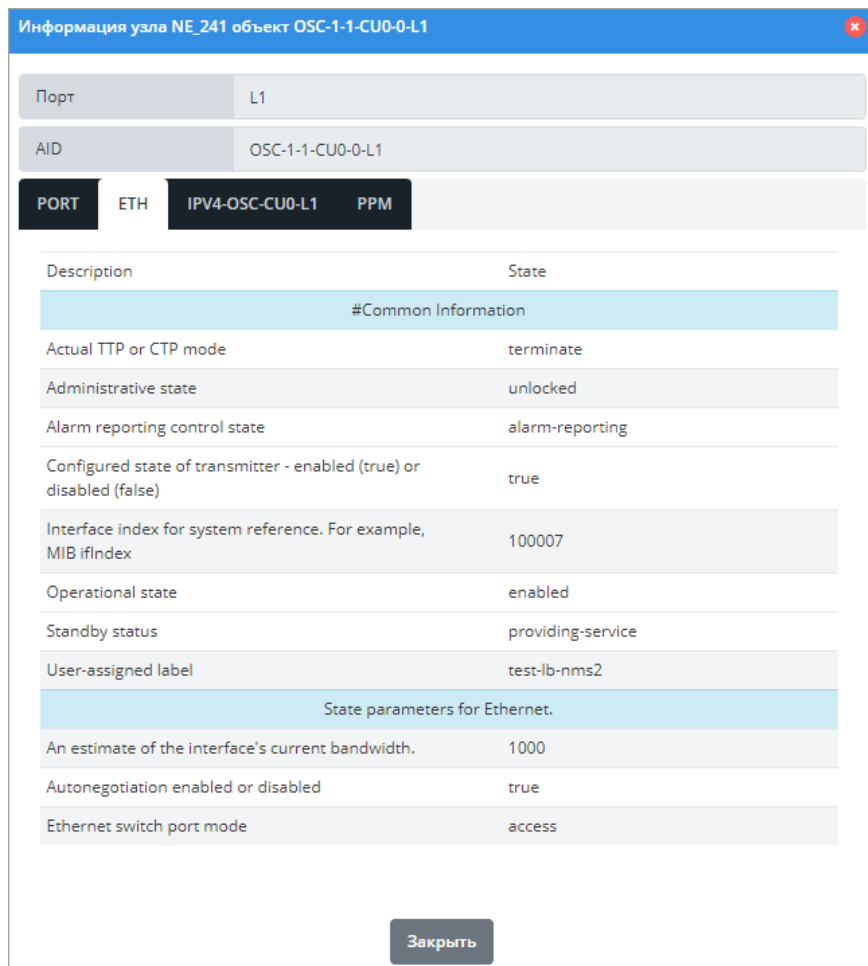 Информация узла NE_241 объект OSC-1-1-CU0-0-L1
Порт L1
AID OSC-1-1-CU0-0-L1
PORT ETH IPV4-OSC-CU0-L1 PPM
Description State
#Common Information
Actual TTP or CTP mode terminate
Administrative state unlocked
Alarm reporting control state alarm-reporting
Configured state of transmitter - enabled (true) or
disabled (false) true
Interface index for system reference. For example,
MIB ifIndex 100007
Operational state enabled
Standby status providing-service
User-assigned label test-lb-nms2
State parameters for Ethernet.
An estimate of the interface's current bandwidth. 1000
Autonegotiation enabled or disabled true
Ethernet switch port mode access
Закрыть